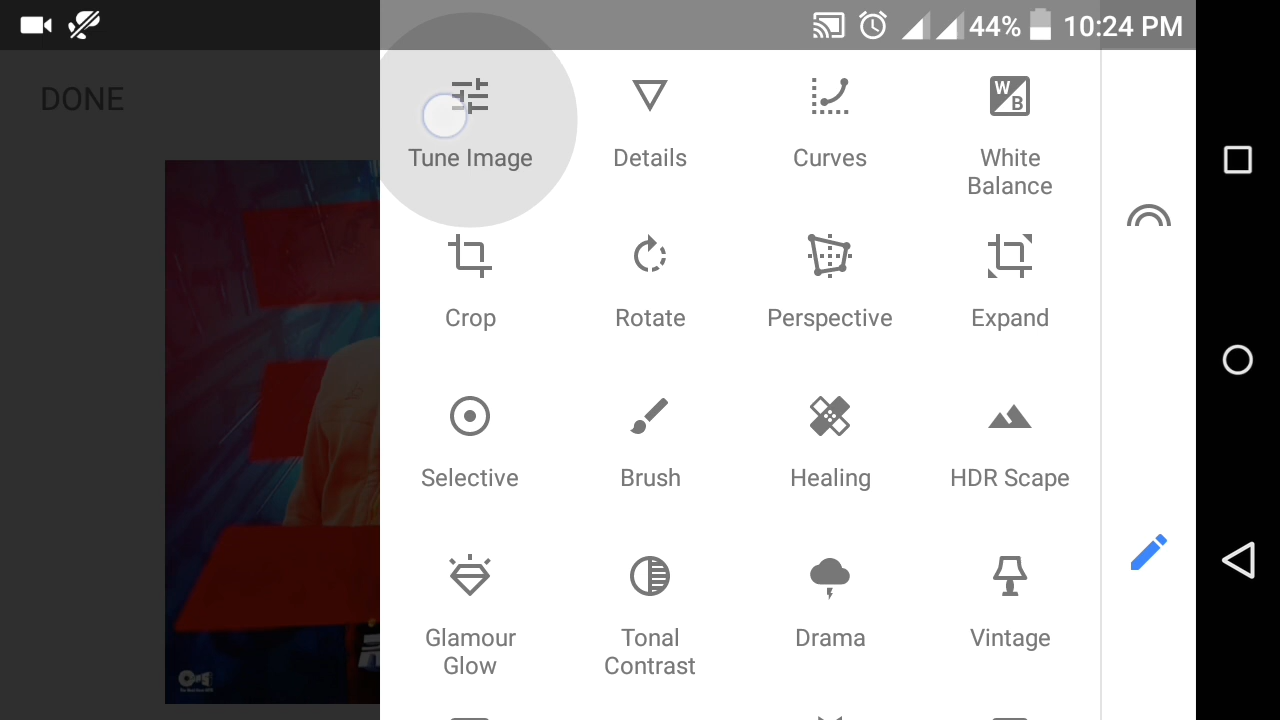 44% 10:24 PM
DONE
Tune Image
Details
Curves
W
B
White
Balance
Crop
Rotate
Perspective
Expand
Selective
Brush
Healing
HDR Scape
Glamour
Glow
Tonal
Contrast
Drama
Vintage